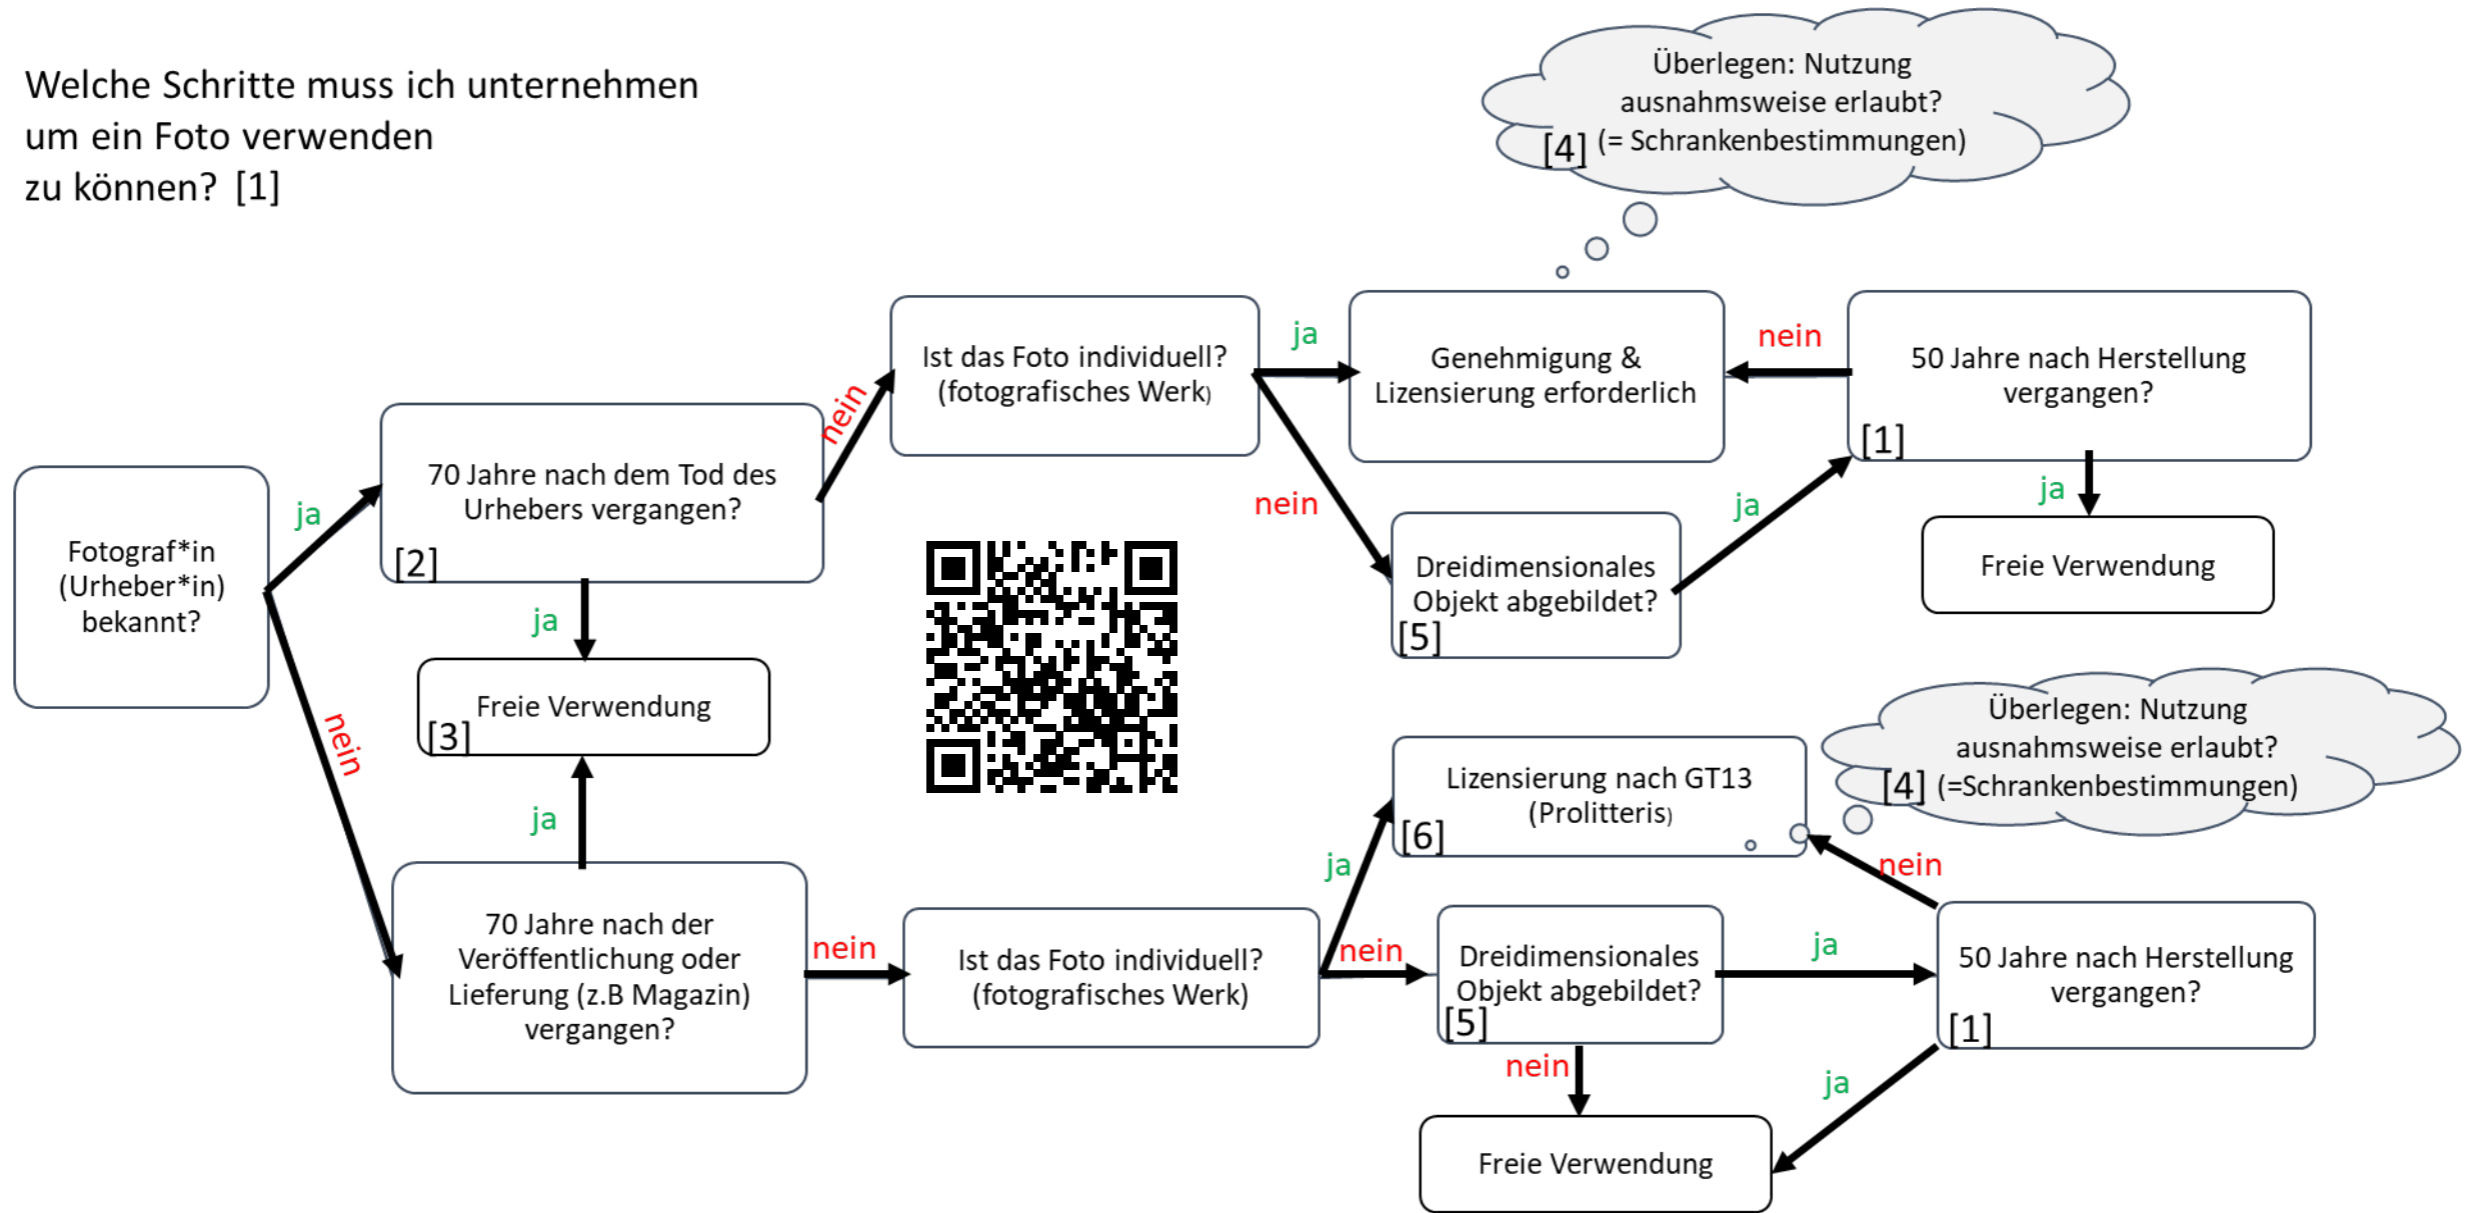 Welche Schritte muss ich unternehmen
um ein Foto verwenden
zu können? [1]
Überlegen: Nutzung
ausnahmsweise erlaubt?
[4] (= Schrankenbestimmungen)
Fotograf*in
(Urheber*in)
bekannt?
ja
nein
70 Jahre nach dem Tod des
Urhebers vergangen?
[2]
nein
ja
Freie Verwendung
[3]
ja
70 Jahre nach der
Veröffentlichung oder
Lieferung (z.B Magazin)
vergangen?
nein
Ist das Foto individuell?
(fotografisches Werk)
ja
nein
Genehmigung &
Lizensierung erforderlich
nein
50 Jahre nach Herstellung
vergangen?
[1]
ja
Freie Verwendung
Dreidimensionales
Objekt abgebildet?
[5]
ja
Überlegen: Nutzung
ausnahmsweise erlaubt?
[4] (=Schrankenbestimmungen)
Ist das Foto individuell?
(fotografisches Werk)
ja
nein
Lizensierung nach GT13
(Prolitteris)
[6]
nein
Dreidimensionales
Objekt abgebildet?
[5]
ja
nein
50 Jahre nach Herstellung
vergangen?
[1]
ja
Freie Verwendung